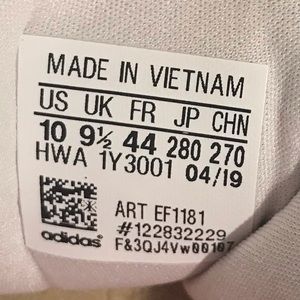 MADE IN VIETNAM
US UK FR JP CHN
10 9½ 44 280 270
HWA 1Y3001 04/19
ART EF1181
#122832229
adidas F&3QJ4Vw00107